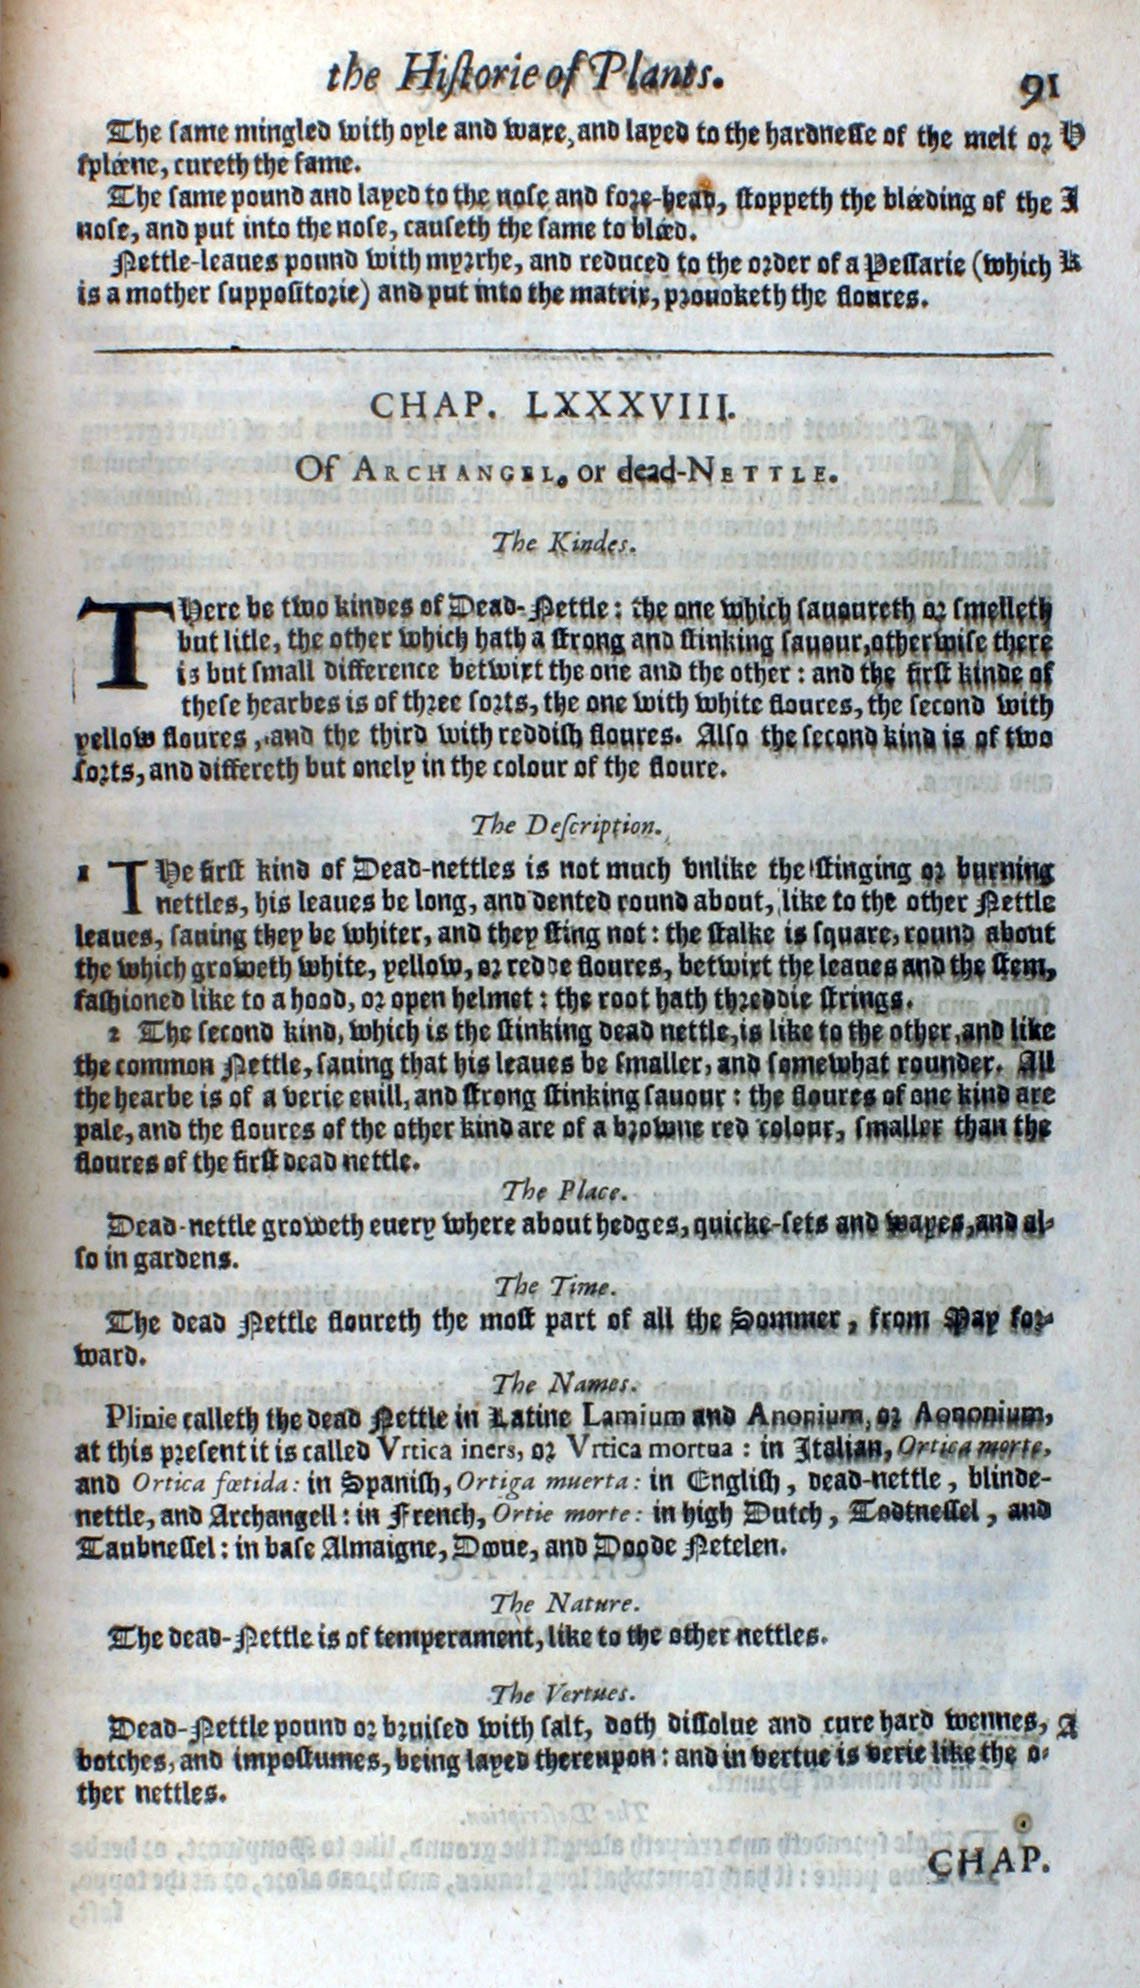 the Hiſtorie of Plants. 91
The ſame mingled with oyle and waxe, and layed to the hardneſſe of the melt or H
ſpléene, cureth the ſame.
The ſame pound and layed to the noſe and fore-head, ſtoppeth the bléeding of the I
noſe, and put into the noſe, cauſeth the ſame to bléed.
Nettle-leaues pound with myrrhe, and reduced to the order of a Peſſarie (which K
is a mother ſuppoſitorie) and put into the matrix, prouoketh the floures.
CHAP. LXXXVIII.
Of ARCHANGEL, or dead-NETTLE.
The Kindes.
THere be two kindes of Dead-Nettle: the one which ſauoureth or ſmelleth
but litle, the other which hath a ſtrong and ſtinking ſauour, otherwiſe there
is but ſmall difference betwixt the one and the other: and the firſt kinde of
theſe hearbes is of three ſorts, the one with white floures, the ſecond with
yellow floures, and the third with reddiſh floures. Alſo the ſecond kind is of two
ſorts, and differeth but onely in the colour of the floure.
The Deſcription.
1 THe firſt kind of Dead-nettles is not much vnlike the ſtinging or burning
nettles, his leaues be long, and dented round about, like to the other Nettle
leaues, ſauing they be whiter, and they ſting not: the ſtalke is ſquare, round about
the which groweth white, yellow, or redde floures, betwixt the leaues and the ſtem,
faſhioned like to a hood, or open helmet: the root hath threddie ſtrings.
2 The ſecond kind, which is the ſtinking dead nettle, is like to the other, and like
the common Nettle, ſauing that his leaues be ſmaller, and ſomewhat rounder. All
the hearbe is of a verie euill, and ſtrong ſtinking ſauour: the floures of one kind are
pale, and the floures of the other kind are of a browne red colour, ſmaller than the
floures of the firſt dead nettle.
The Place.
Dead-nettle groweth euery where about hedges, quicke-ſets and wayes, and al-
ſo in gardens.
The Time.
The dead Nettle floureth the moſt part of all the Sommer, from May for-
ward.
The Names.
Plinie calleth the dead Nettle in Latine Lamium and Anonium, or Aononium,
at this preſent it is called Vrtica iners, or Vrtica mortua: in Italian, Ortica morte,
and Ortica fœtida: in Spaniſh, Ortiga muerta: in Engliſh, dead-nettle, blinde-
nettle, and Archangell: in French, Ortie morte: in high Dutch, Todtneſſel, and
Taubneſſel: in baſe Almaigne, Dooue, and Doode Netelen.
The Nature.
The dead-Nettle is of temperament, like to the other nettles.
The Vertues.
Dead-Nettle pound or bruiſed with ſalt, doth diſſolue and cure hard wennes, A
botches, and impoſtumes, being layed thereupon: and in vertue is verie like the o-
ther nettles.
CHAP.